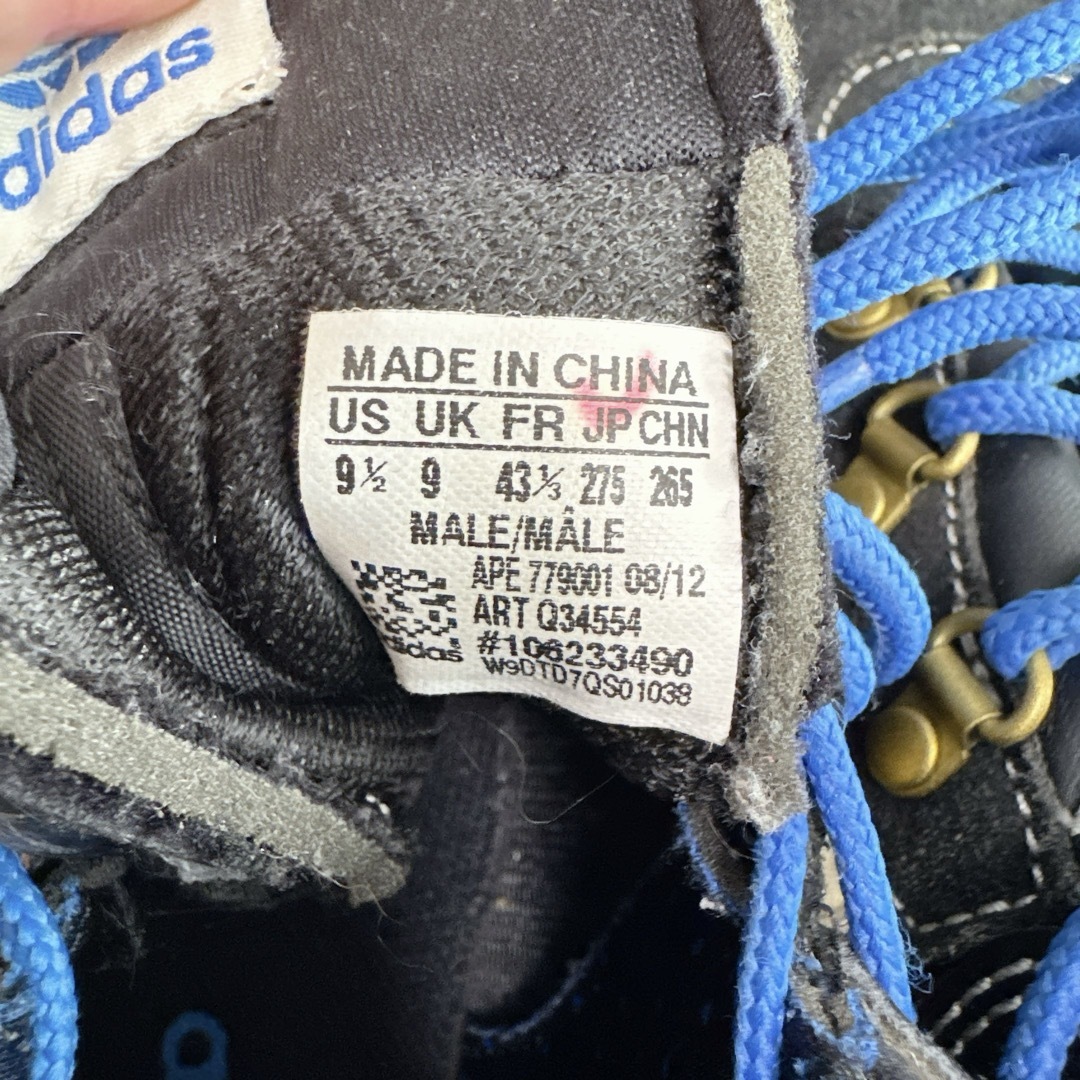 adidas
MADE IN CHINA
US UK FR JP CHN
9½ 9 43⅓ 275 265
MALE/MÂLE
APE 779001 08/12
ART Q34554
#106233490
adidas
W9DTD7QS01038